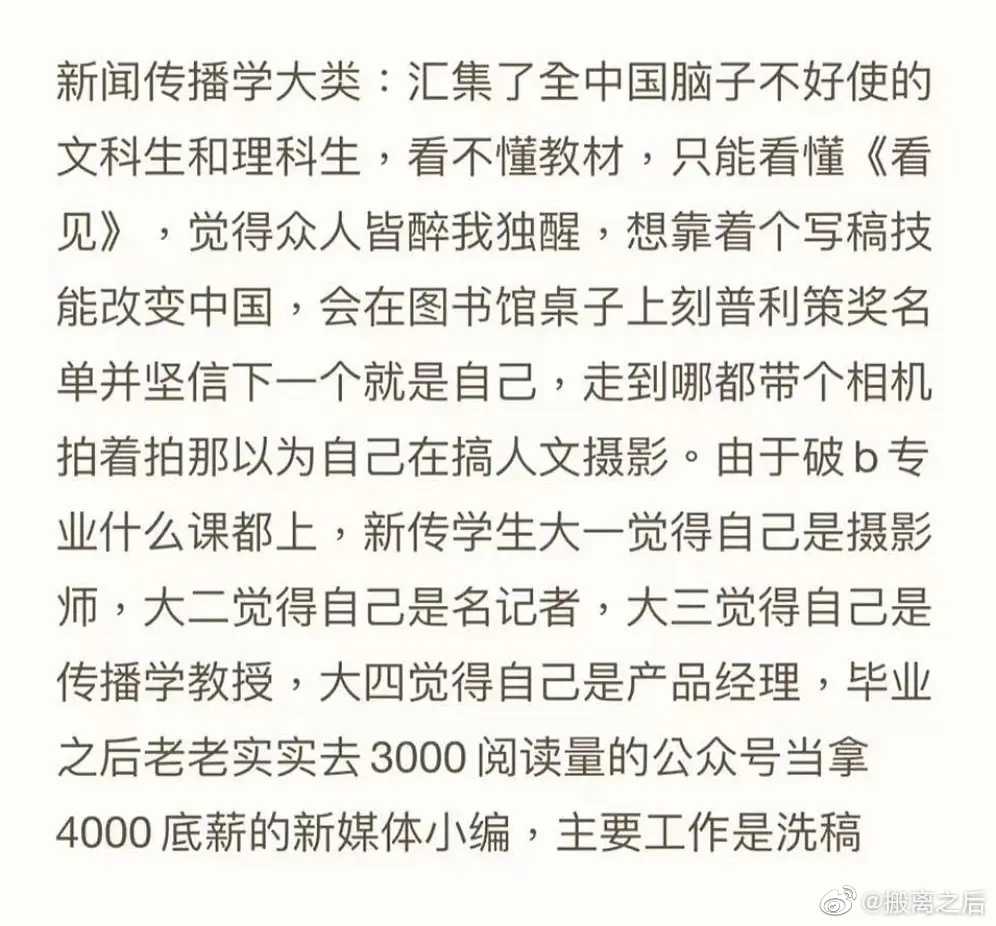 新闻传播学大类：汇集了全中国脑子不好使的
文科生和理科生，看不懂教材，只能看懂《看
见》，觉得众人皆醉我独醒，想靠着个写稿技
能改变中国，会在图书馆桌子上刻普利策奖名
单并坚信下一个就是自己，走到哪都带个相机
拍着拍那以为自己在搞人文摄影。由于破b专
业什么课都上，新传学生大一觉得自己是摄影
师，大二觉得自己是名记者，大三觉得自己是
传播学教授，大四觉得自己是产品经理，毕业
之后老老实实去3000阅读量的公众号当拿
4000底薪的新媒体小编，主要工作是洗稿
@搬离之后